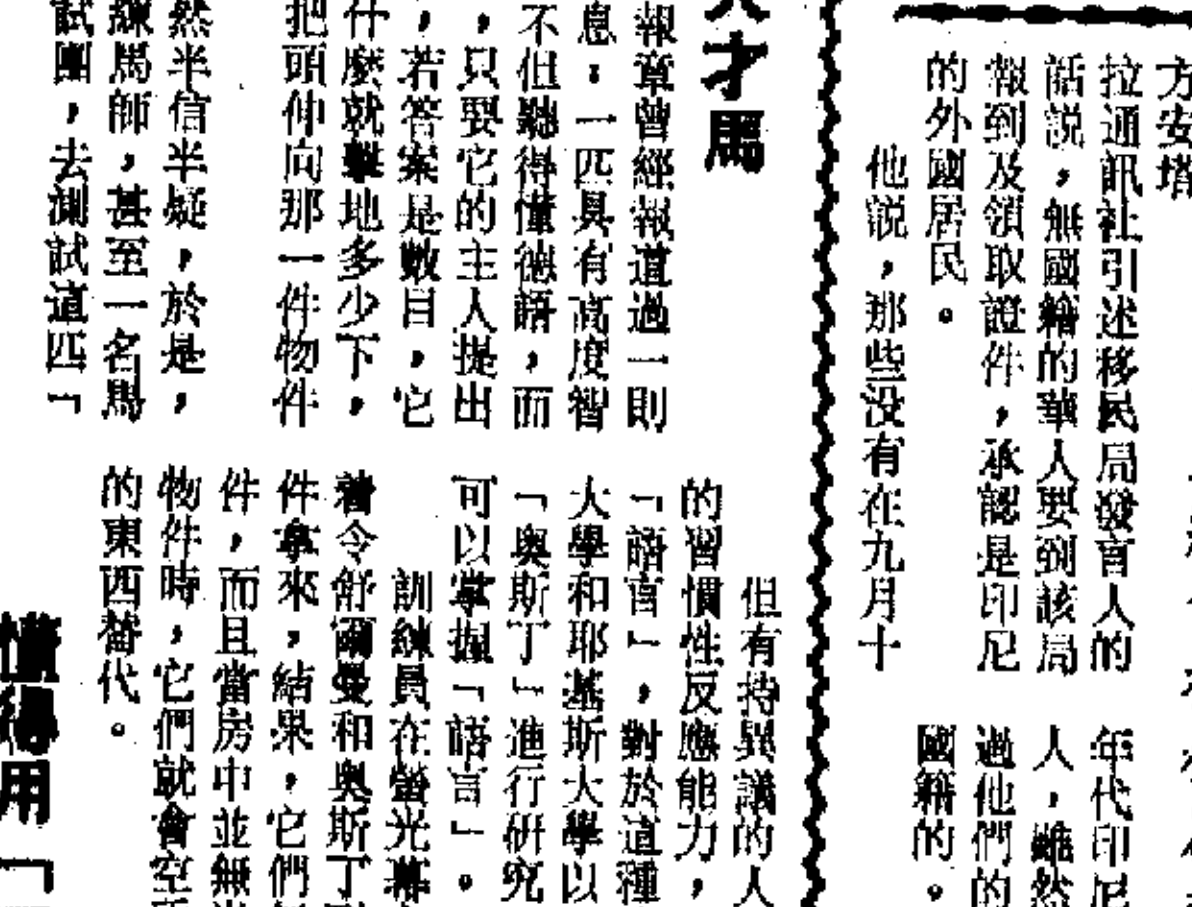 方安塔
拉通訊社引述移民局發言人的
話説，無國籍的華人要到該局
報到及領取證件，承認是印尼
的外國居民。
他説，那些没有在九月十
年代印尼
人，雖然
過他們的
國籍的。
才馬
報章曾經報道過一則
息：一匹具有高度智
不但聽得懂德語，而
，只要它的主人提出
，若答案是數目，它
什麽就擊地多少下，
把頭伸向那一件物件
然半信半疑，於是，
練馬師，甚至一名馬
試團，去測試這匹「
但有持異議的人
的習慣性反應能力，
「語言」，對於這種
大學和耶基斯大學以
「奥斯丁」進行研究
可以掌握「語言」。
訓練員在螢光幕
着令舒爾曼和奥斯丁
件拿來，結果，它們
件，而且當房中並無
物件時，它們就會空
的東西替代。
懂得用「